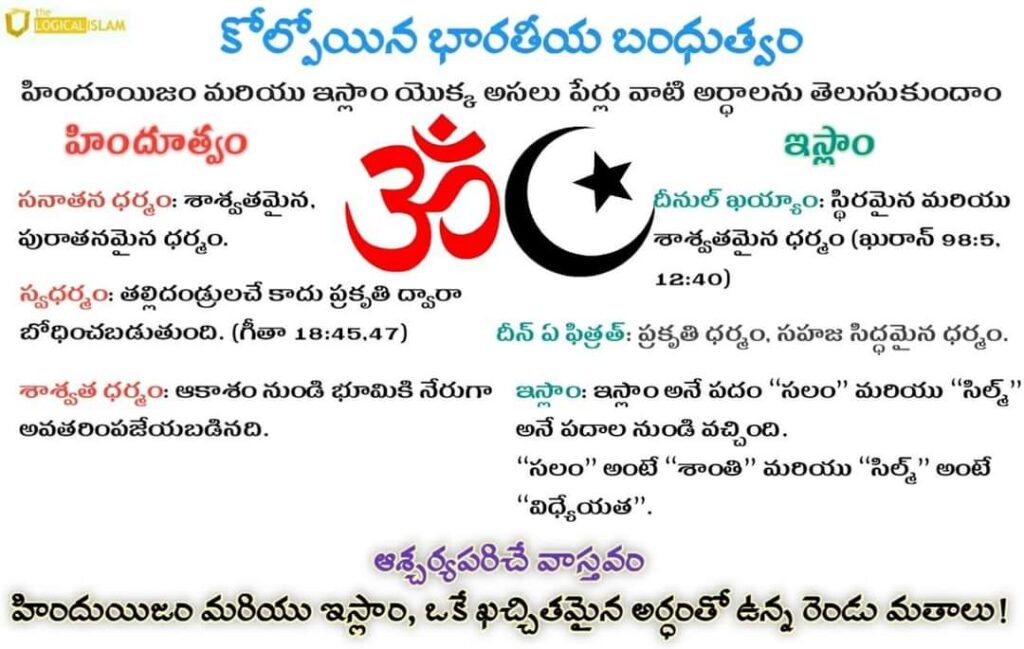 the
LOGICALISLAM
కోల్పోయిన భారతీయ బంధుత్వం
హిందూయిజం మరియు ఇస్లాం యొక్క అసలు పేర్లు వాటి అర్ధాలను తెలుసుకుందాం
హిందూత్వం
సనాతన ధర్మం: శాశ్వతమైన,
పురాతనమైన ధర్మం.
స్వధర్మం: తల్లిదండ్రులచే కాదు ప్రకృతి ద్వారా
బోధించబడుతుంది. (గీతా 18:45,47)
శాశ్వత ధర్మం: ఆకాశం నుండి భూమికి నేరుగా
అవతరింపజేయబడినది.
ఇస్లాం
దీనుల్ ఖయ్యాం: స్థిరమైన మరియు
శాశ్వతమైన ధర్మం (ఖురాన్ 98:5,
12:40)
దీన్ ఏ ఫిత్రత్: ప్రకృతి ధర్మం, సహజ సిద్ధమైన ధర్మం.
ఇస్లాం: ఇస్లాం అనే పదం “సలం” మరియు “సిల్మ్”
అనే పదాల నుండి వచ్చింది.
“సలం” అంటే “శాంతి” మరియు “సిల్మ్” అంటే
“విధ్యేయత”.
ఆశ్చర్యపరిచే వాస్తవం
హిందుయిజం మరియు ఇస్లాం, ఒకే ఖచ్చితమైన అర్ధంతో ఉన్న రెండు మతాలు!